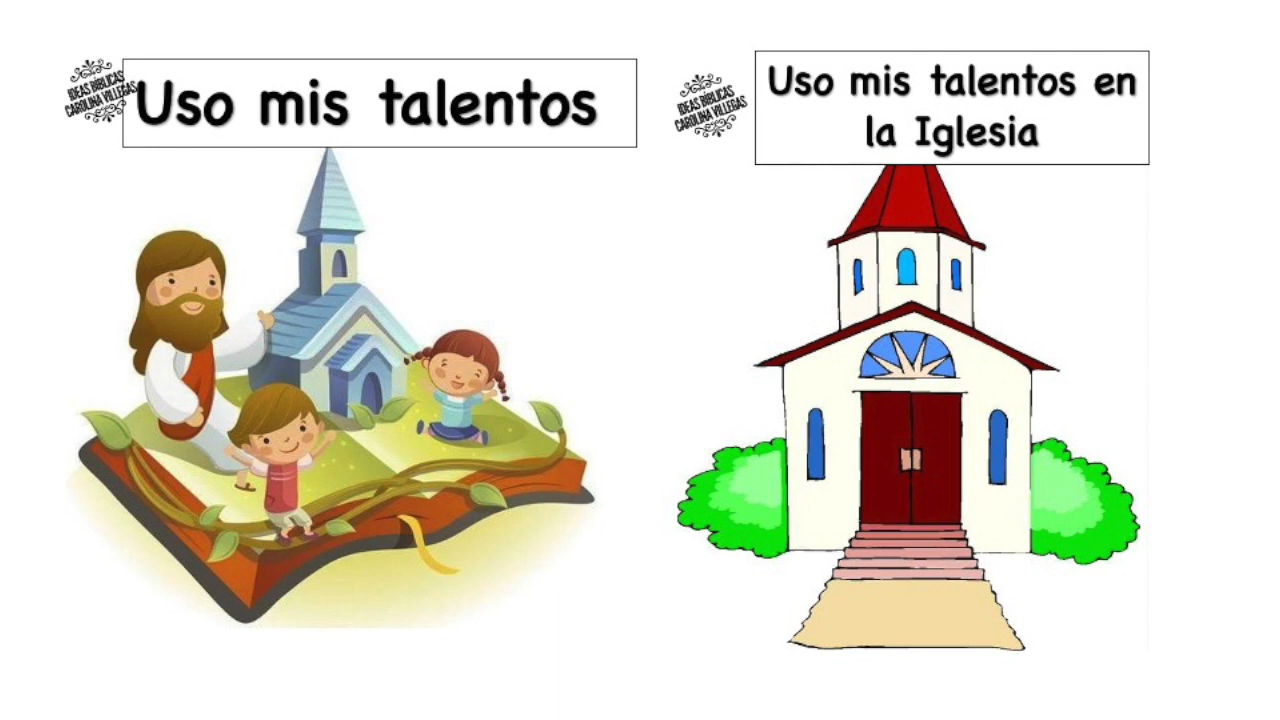 IDEAS BÍBLICAS
CAROLINA VILLEGAS
Uso mis talentos
IDEAS BÍBLICAS
CAROLINA VILLEGAS
Uso mis talentos en
la Iglesia